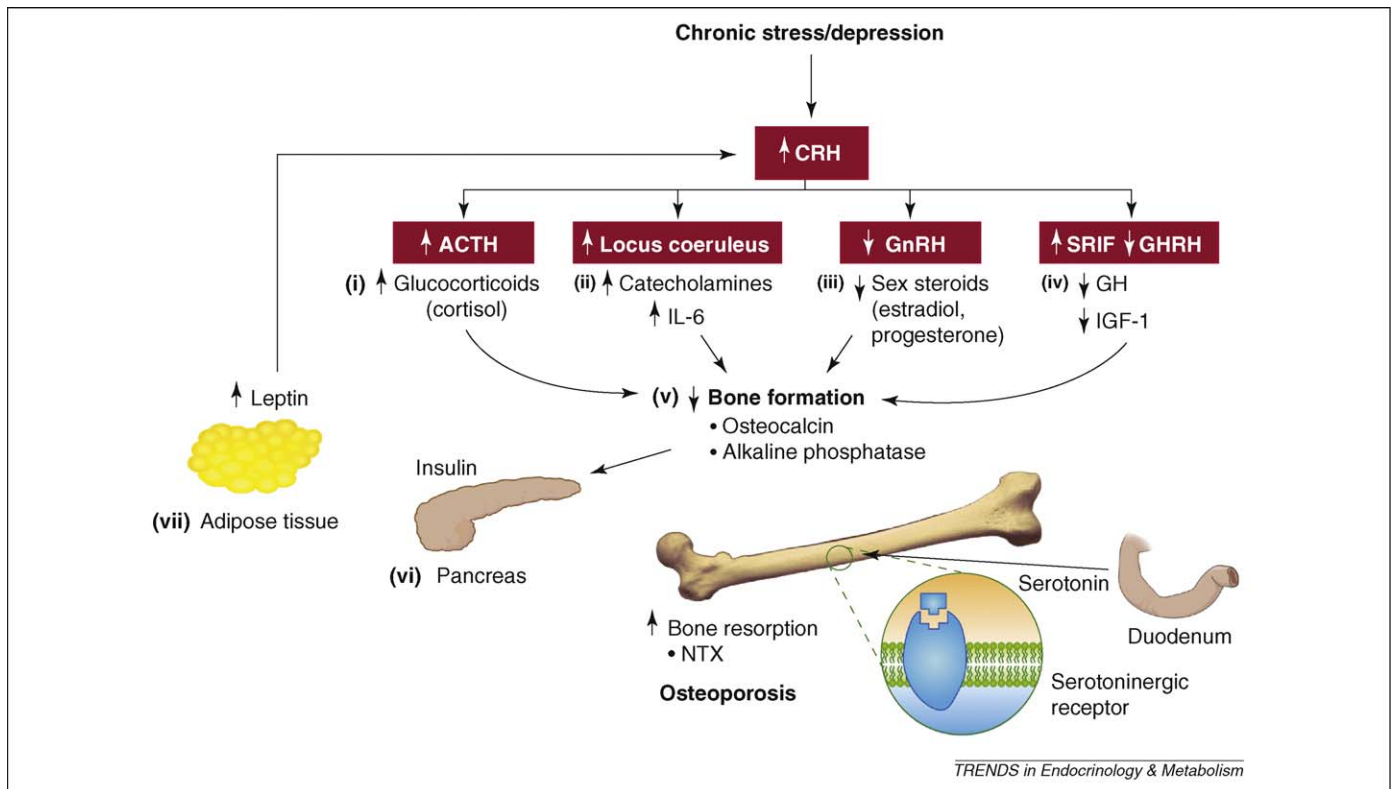 Chronic stress/depression
↑ CRH
↑ ACTH
↑ Locus coeruleus
↓ GnRH
↑ SRIF ↓ GHRH
(i) ↑ Glucocorticoids
(cortisol)
(ii) ↑ Catecholamines
↑ IL-6
(iii) ↓ Sex steroids
(estradiol,
progesterone)
(iv) ↓ GH
↓ IGF-1
↑ Leptin
(v) ↓ Bone formation
• Osteocalcin
• Alkaline phosphatase
Insulin
(vii) Adipose tissue
(vi) Pancreas
Serotonin
Duodenum
↑ Bone resorption
• NTX
Osteoporosis
Serotoninergic
receptor
TRENDS in Endocrinology & Metabolism